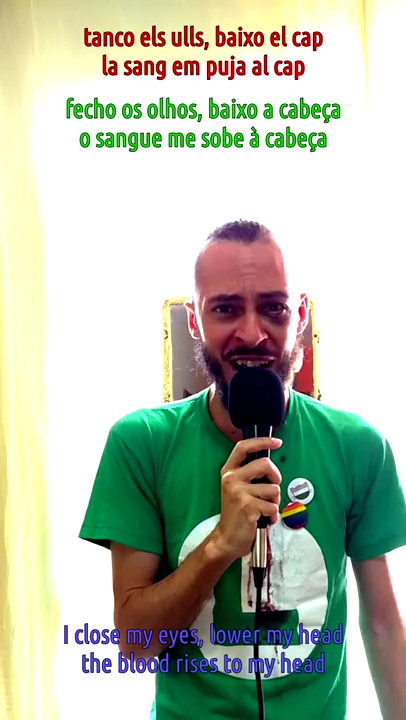 tanco els ulls, baixo el cap
la sang em puja al cap
fecho os olhos, baixo a cabeça
o sangue me sobe à cabeça
I close my eyes, lower my head
the blood rises to my head